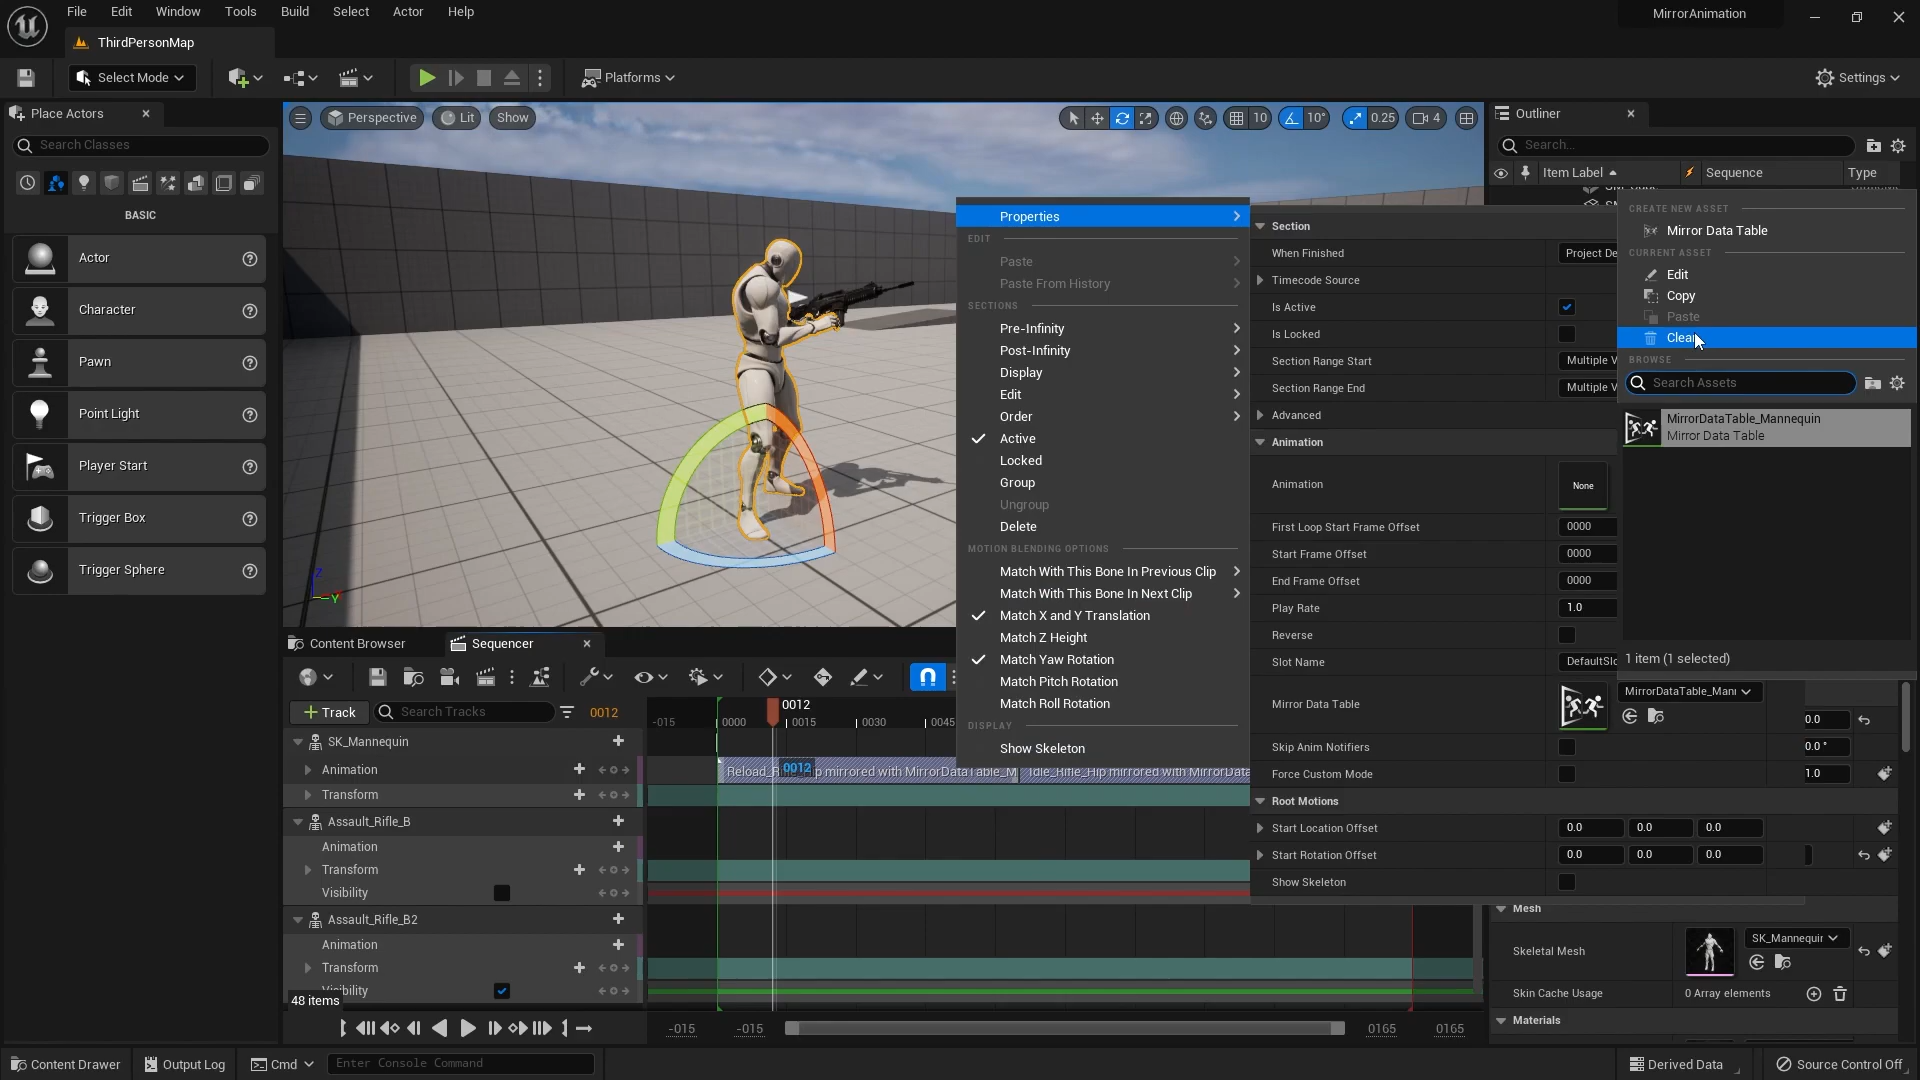 File Edit Window Tools Build Select Actor Help
MirrorAnimation
ThirdPersonMap
Select Mode
Platforms
Settings
Place Actors
Search Classes
BASIC
Actor
Character
Pawn
Point Light
Player Start
Trigger Box
Trigger Sphere
Perspective
Lit
Show
10
10°
0.25
4
Z
Y
Outliner
Search...
Item Label
Sequence
Type
Properties
EDIT
Paste
Paste From History
SECTIONS
Pre-Infinity
Post-Infinity
Display
Edit
Order
Active
Locked
Group
Ungroup
Delete
MOTION BLENDING OPTIONS
Match With This Bone In Previous Clip
Match With This Bone In Next Clip
Match X and Y Translation
Match Z Height
Match Yaw Rotation
Match Pitch Rotation
Match Roll Rotation
DISPLAY
Show Skeleton
Section
When Finished Project De
Timecode Source
Is Active
Is Locked
Section Range Start Multiple V
Section Range End Multiple V
Advanced
Animation
Animation None
First Loop Start Frame Offset 0000
Start Frame Offset 0000
End Frame Offset 0000
Play Rate 1.0
Reverse
Slot Name DefaultSlo
Mirror Data Table MirrorDataTable_Mani
Skip Anim Notifiers
Force Custom Mode
Root Motions
Start Location Offset 0.0 0.0 0.0
Start Rotation Offset 0.0 0.0 0.0
Show Skeleton
CREATE NEW ASSET
Mirror Data Table
CURRENT ASSET
Edit
Copy
Paste
Clear
BROWSE
Search Assets
MirrorDataTable_Mannequin
Mirror Data Table
1 item (1 selected)
0.0
0.0 °
1.0
Mesh
Skeletal Mesh SK_Mannequin
Skin Cache Usage 0 Array elements
Materials
Content Browser
Sequencer
Track
Search Tracks
0012
-015 0000 0015 0030 0045
0012
SK_Mannequin
Animation
Transform
Assault_Rifle_B
Animation
Transform
Visibility
Assault_Rifle_B2
Animation
Transform
Visibility
48 items
0012
Idle_Rifle_Hip mirrored with MirrorData
-015 -015 0165 0165
Content Drawer
Output Log
Cmd
Enter Console Command
Derived Data
Source Control Off